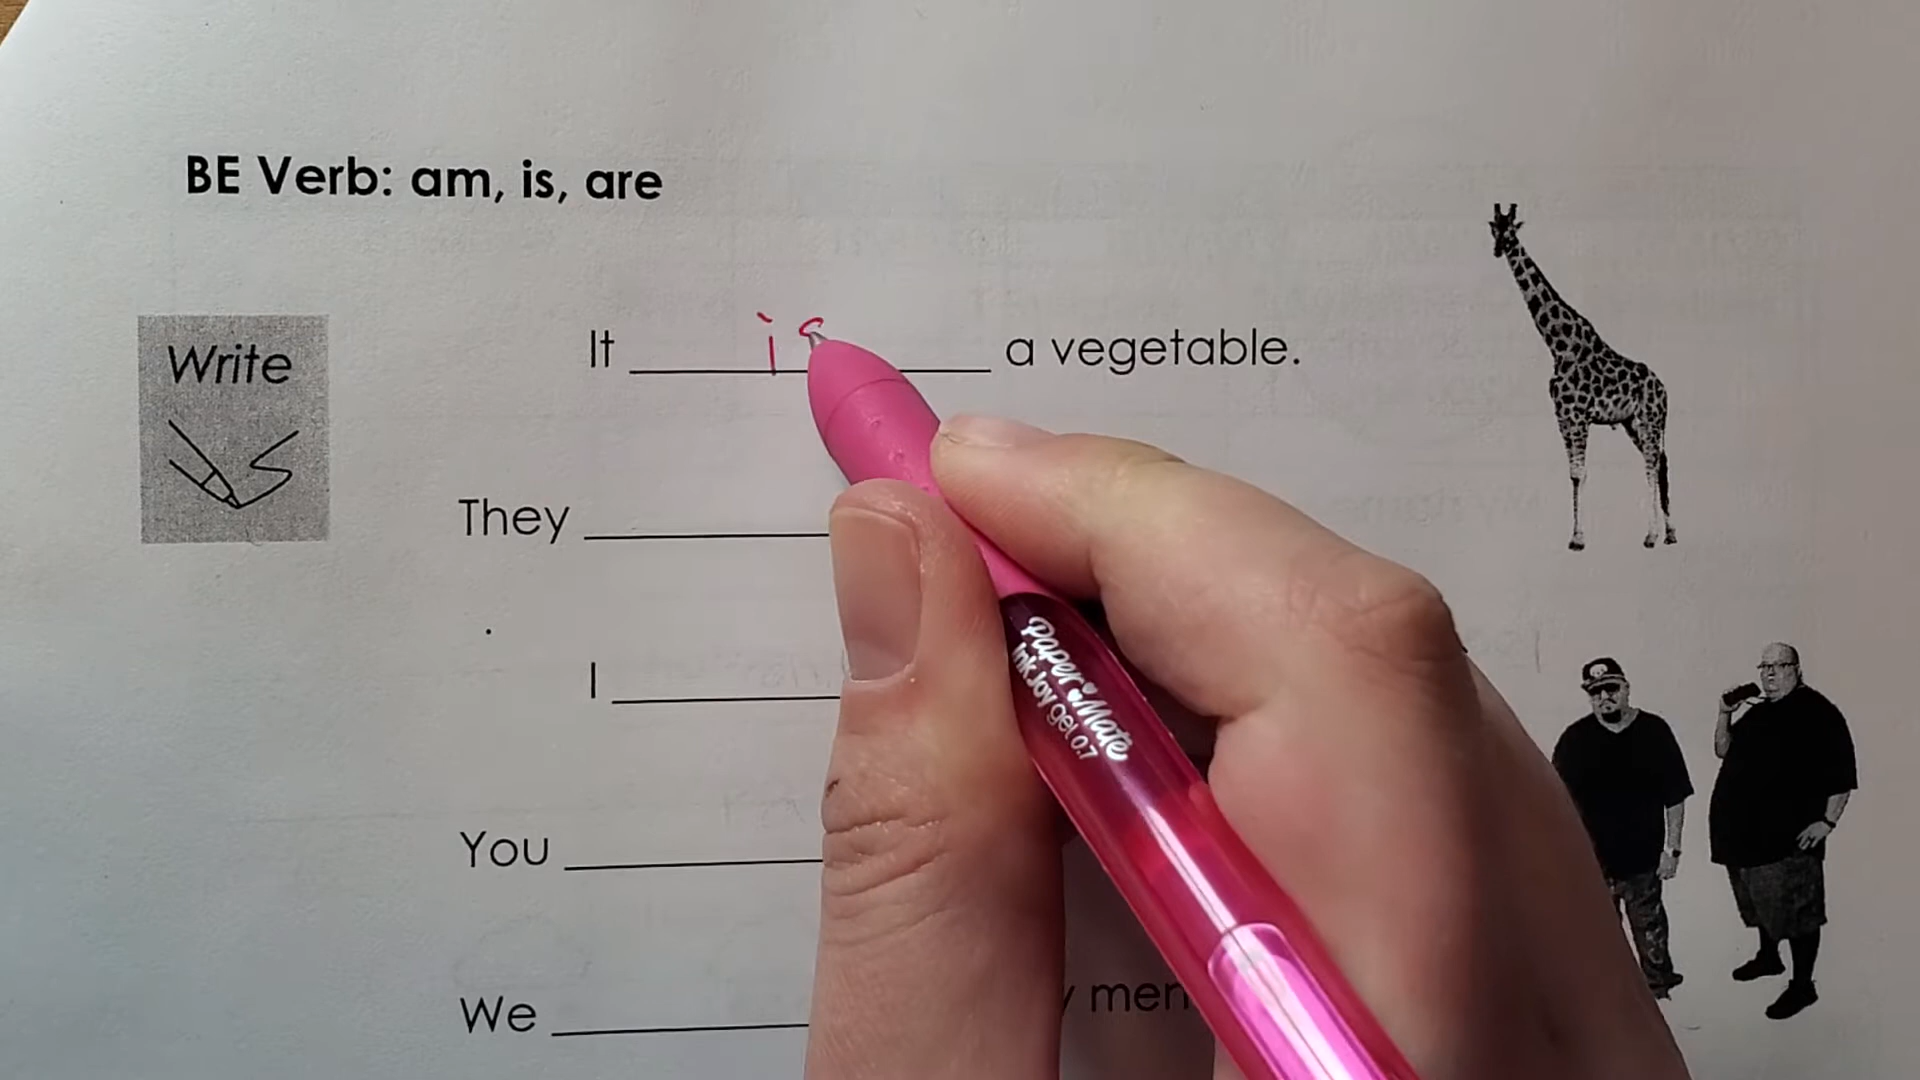 BE Verb: am, is, are
Write
It is a vegetable.
They
I
You
We men
Paper Mate
InkJoy gel 0.7